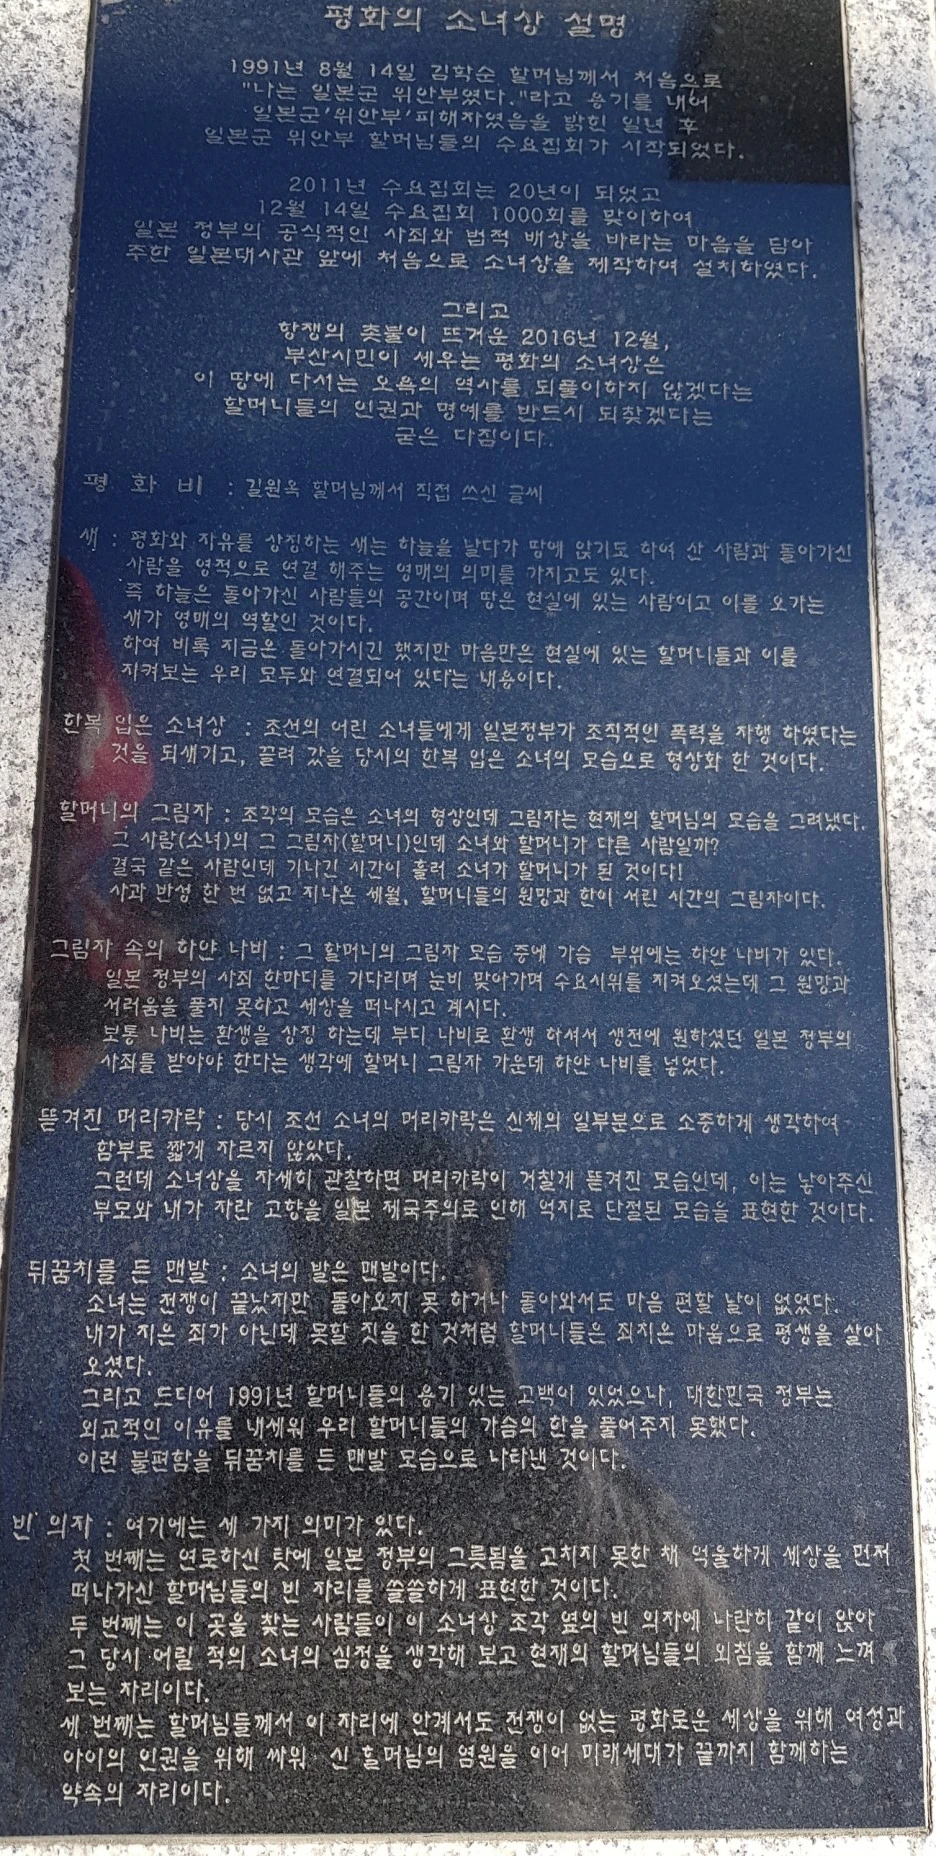 평화의 소녀상 설명
1991년 8월 14일 김학순 할머님께서 처음으로
"나는 일본군 위안부였다."라고 용기를 내어
일본군'위안부'피해자였음을 밝힌 일년 후
일본군 위안부 할머님들의 수요집회가 시작되었다.
2011년 수요집회는 20년이 되었고
12월 14일 수요집회 1000회를 맞이하여
일본 정부의 공식적인 사죄와 법적 배상을 바라는 마음을 담아
주한 일본대사관 앞에 처음으로 소녀상을 제작하여 설치하였다.
그리고
항쟁의 촛불이 뜨거운 2016년 12월,
부산시민이 세우는 평화의 소녀상은
이 땅에 다시는 오욕의 역사를 되풀이하지 않겠다는
할머니들의 인권과 명예를 반드시 되찾겠다는
굳은 다짐이다.
평 화 비 : 길원옥 할머님께서 직접 쓰신 글씨
새 : 평화와 자유를 상징하는 새는 하늘을 날다가 땅에 앉기도 하여 산 사람과 돌아가신
사람을 영적으로 연결 해주는 영매의 의미를 가지고도 있다.
즉 하늘은 돌아가신 사람들의 공간이며 땅은 현실에 있는 사람이고 이를 오가는
새가 영매의 역할인 것이다.
하여 비록 지금은 돌아가시긴 했지만 마음만은 현실에 있는 할머니들과 이를
지켜보는 우리 모두와 연결되어 있다는 내용이다.
한복 입은 소녀상 : 조선의 어린 소녀들에게 일본정부가 조직적인 폭력을 자행 하였다는
것을 되새기고, 끌려 갔을 당시의 한복 입은 소녀의 모습으로 형상화 한 것이다.
할머니의 그림자 : 조각의 모습은 소녀의 형상인데 그림자는 현재의 할머님의 모습을 그려냈다.
그 사람(소녀)의 그 그림자(할머니)인데 소녀와 할머니가 다른 사람일까?
결국 같은 사람인데 기나긴 시간이 흘러 소녀가 할머니가 된 것이다!
사과 반성 한 번 없고 지나온 세월, 할머니들의 원망과 한이 서린 시간의 그림자이다.
그림자 속의 하얀 나비 : 그 할머니의 그림자 모습 중에 가슴 부위에는 하얀 나비가 있다.
일본 정부의 사죄 한마디를 기다리며 눈비 맞아가며 수요시위를 지켜오셨는데 그 원망과
서러움을 풀지 못하고 세상을 떠나시고 계시다.
보통 나비는 환생을 상징 하는데 부디 나비로 환생 하셔서 생전에 원하셨던 일본 정부의
사죄를 받아야 한다는 생각에 할머니 그림자 가운데 하얀 나비를 넣었다.
뜯겨진 머리카락 : 당시 조선 소녀의 머리카락은 신체의 일부분으로 소중하게 생각하여
함부로 짧게 자르지 않았다.
그런데 소녀상을 자세히 관찰하면 머리카락이 거칠게 뜯겨진 모습인데, 이는 낳아주신
부모와 내가 자란 고향을 일본 제국주의로 인해 억지로 단절된 모습을 표현한 것이다.
뒤꿈치를 든 맨발 : 소녀의 발은 맨발이다.
소녀는 전쟁이 끝났지만 돌아오지 못 하거나 돌아와서도 마음 편할 날이 없었다.
내가 지은 죄가 아닌데 못할 짓을 한 것처럼 할머니들은 죄지은 마음으로 평생을 살아
오셨다.
그리고 드디어 1991년 할머니들의 용기 있는 고백이 있었으나, 대한민국 정부는
외교적인 이유를 내세워 우리 할머니들의 가슴의 한을 풀어주지 못했다.
이런 불편함을 뒤꿈치를 든 맨발 모습으로 나타낸 것이다.
빈 의자 : 여기에는 세 가지 의미가 있다.
첫 번째는 연로하신 탓에 일본 정부의 그릇됨을 고치지 못한 채 억울하게 세상을 먼저
떠나가신 할머님들의 빈 자리를 쓸쓸하게 표현한 것이다.
두 번째는 이 곳을 찾는 사람들이 이 소녀상 조각 옆의 빈 의자에 나란히 같이 앉아
그 당시 어릴 적의 소녀의 심정을 생각해 보고 현재의 할머님들의 외침을 함께 느껴
보는 자리이다.
세 번째는 할머님들께서 이 자리에 안계서도 전쟁이 없는 평화로운 세상을 위해 여성과
아이의 인권을 위해 싸워 신 할머님의 염원을 이어 미래세대가 끝까지 함께하는
약속의 자리이다.